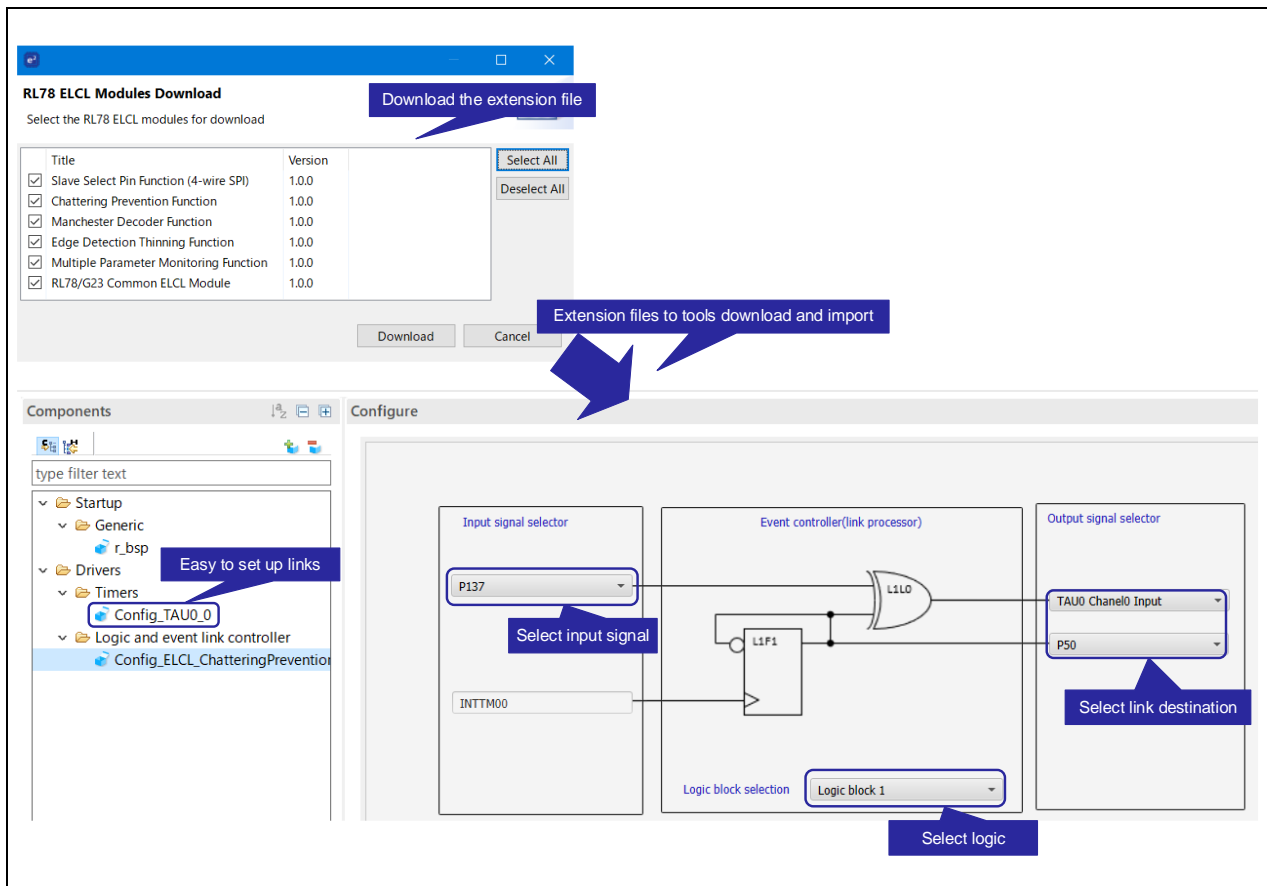 e²
RL78 ELCL Modules Download
Download the extension file
Select the RL78 ELCL modules for download
Title Version
Select All
Slave Select Pin Function (4-wire SPI) 1.0.0
Deselect All
Chattering Prevention Function 1.0.0
Manchester Decoder Function 1.0.0
Edge Detection Thinning Function 1.0.0
Multiple Parameter Monitoring Function 1.0.0
RL78/G23 Common ELCL Module 1.0.0
Extension files to tools download and import
Download Cancel
Components
Configure
type filter text
Startup
Generic
r_bsp
Easy to set up links
Drivers
Timers
Config_TAU0_0
Logic and event link controller
Config_ELCL_ChatteringPrevention
Input signal selector
Event controller(link processor)
Output signal selector
P137
L1L0
TAU0 Chanel0 Input
Select input signal
L1F1
P50
INTTM00
Select link destination
Logic block selection Logic block 1
Select logic